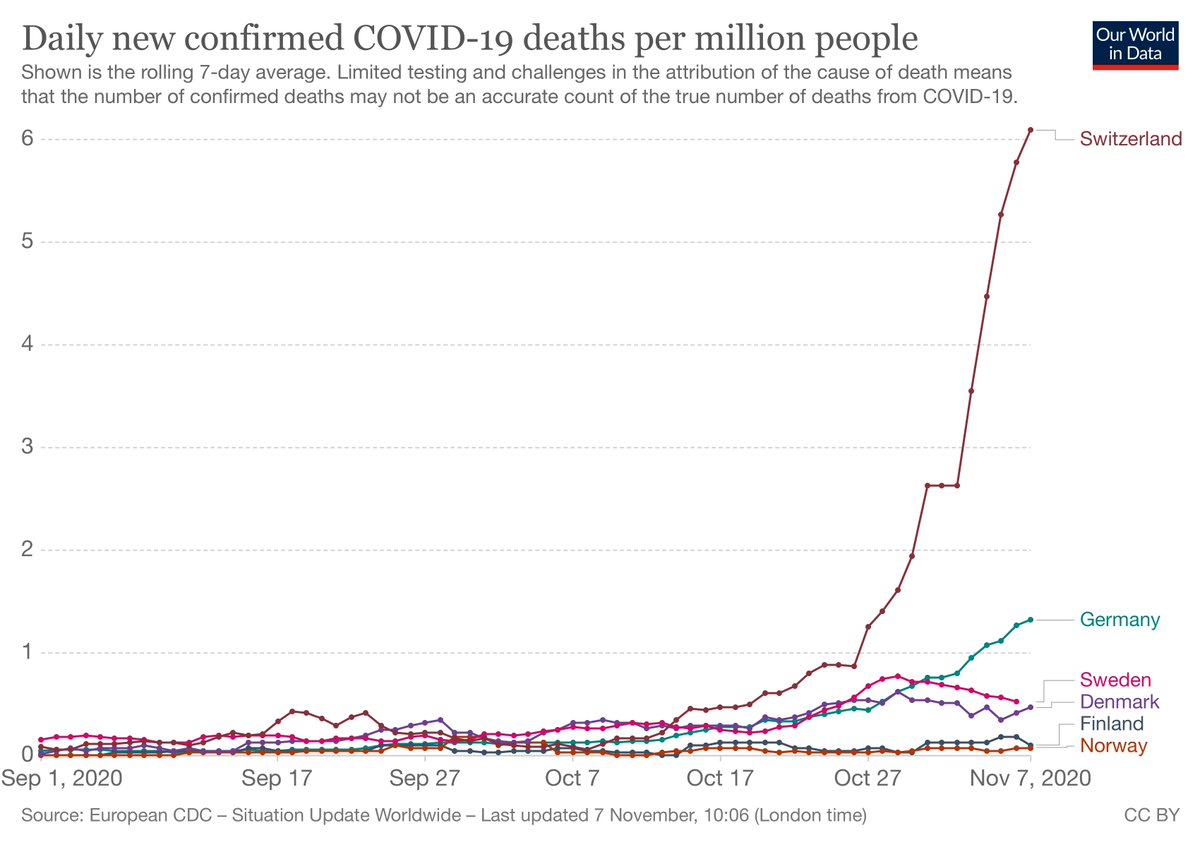 Daily new confirmed COVID-19 deaths per million people
Our World
in Data
Shown is the rolling 7-day average. Limited testing and challenges in the attribution of the cause of death means
that the number of confirmed deaths may not be an accurate count of the true number of deaths from COVID-19.
6
Switzerland
5
4
3
2
1
Germany
Sweden
Denmark
Finland
Norway
0
Sep 1, 2020
Sep 17
Sep 27
Oct 7
Oct 17
Oct 27
Nov 7, 2020
Source: European CDC – Situation Update Worldwide – Last updated 7 November, 10:06 (London time)
CC BY